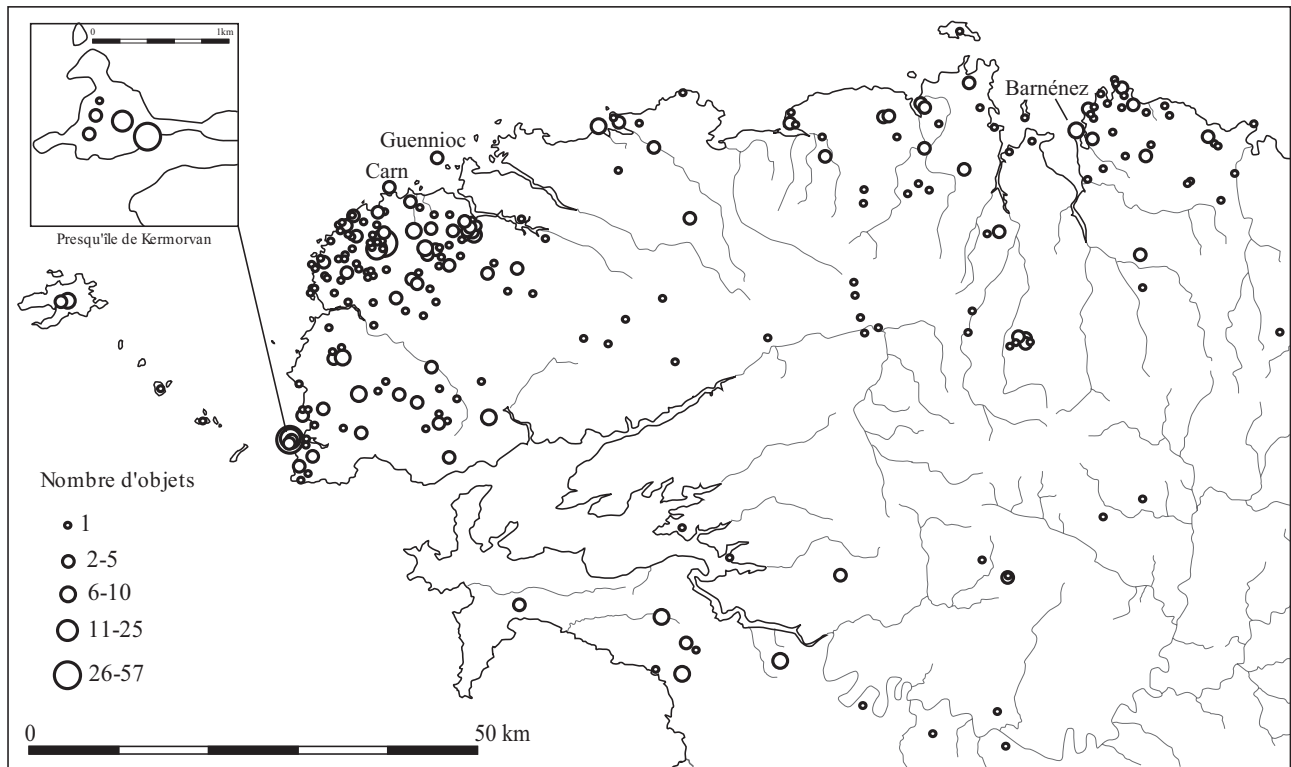 0 1km
Presqu'île de Kermorvan
Guennioc
Carn
Barnénez
Nombre d'objets
1
2-5
6-10
11-25
26-57
0 50 km